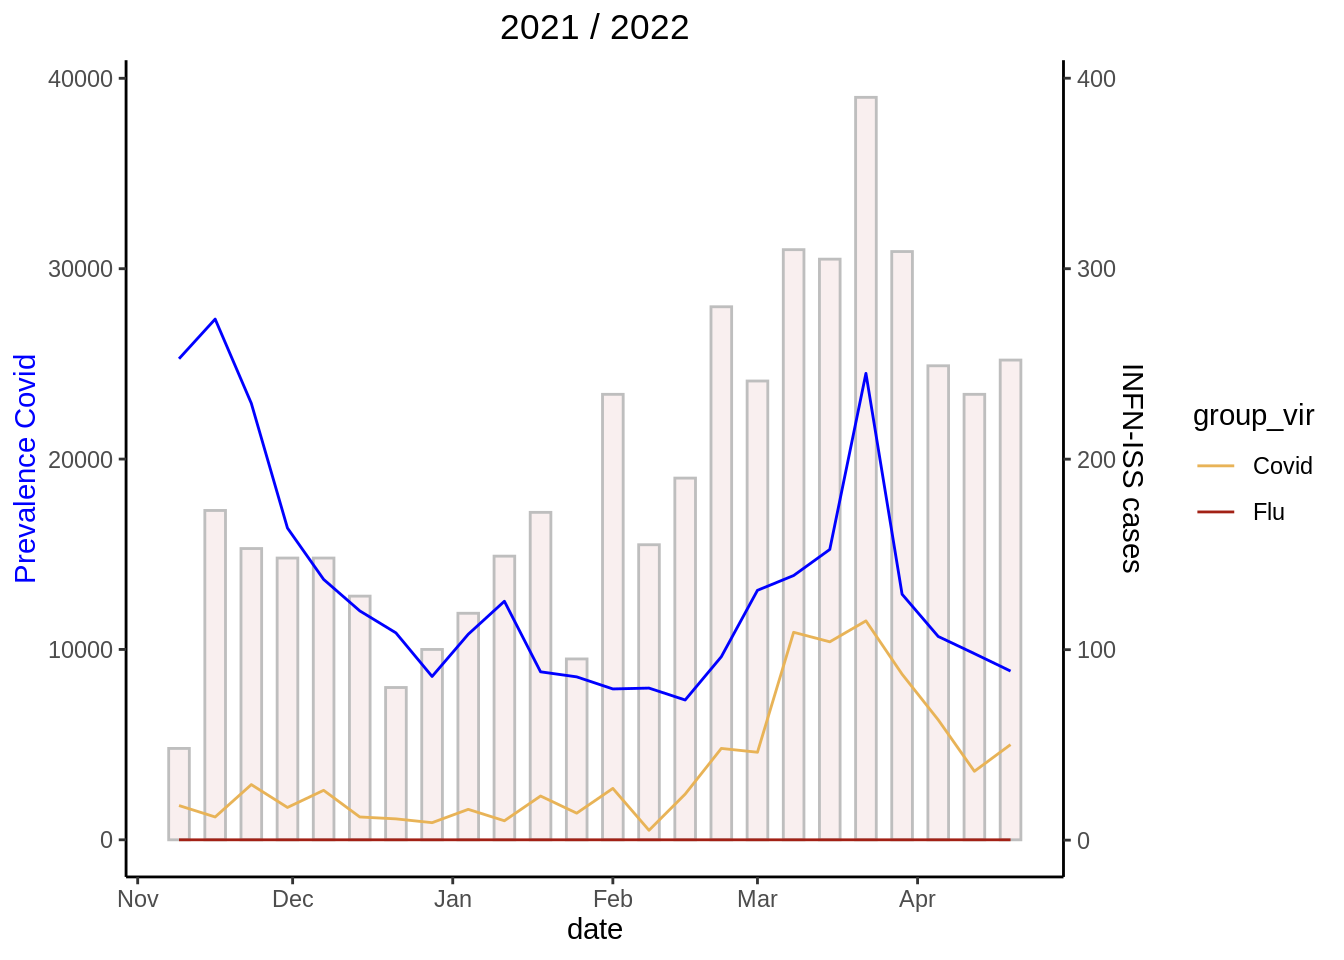 2021 / 2022
40000
30000
20000
10000
0
Prevalence Covid
400
300
200
100
0
INFN-ISS cases
Nov Dec Jan Feb Mar Apr
date
group_vir
Covid
Flu